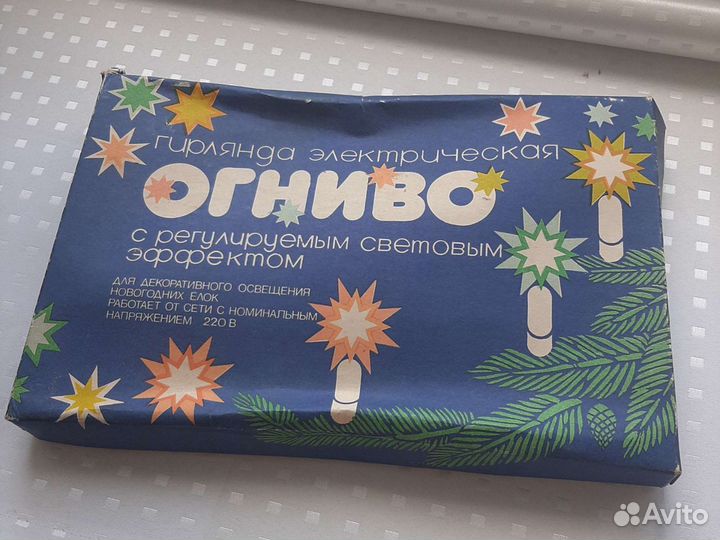 гирлянда электрическая
ОГНИВО
с регулируемым световым
эффектом
ДЛЯ ДЕКОРАТИВНОГО ОСВЕЩЕНИЯ
НОВОГОДНИХ ЕЛОК
РАБОТАЕТ ОТ СЕТИ С НОМИНАЛЬНЫМ
НАПРЯЖЕНИЕМ 220 В
Avito